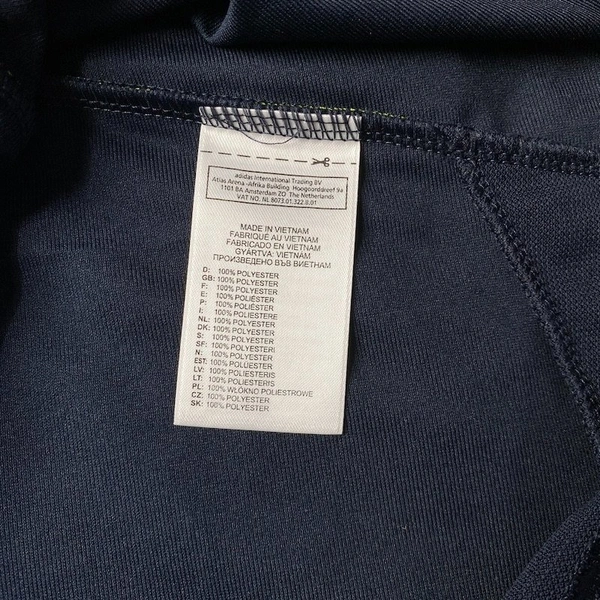 adidas International Trading BV
Atlas Arena -Afrika Building Hoogoorddreef 9a
1101 BA Amsterdam ZO The Netherlands
VAT NO. NL 8073.01.322.B.01
MADE IN VIETNAM
FABRIQUÉ AU VIETNAM
FABRICADO EN VIETNAM
GYÁRTVA: VIETNÁM
ПРОИЗВЕДЕНО ВЪВ ВИЕТНАМ
D: 100% POLYESTER
GB: 100% POLYESTER
F: 100% POLYESTER
E: 100% POLIÉSTER
P: 100% POLIÉSTER
I: 100% POLIESTERE
NL: 100% POLYESTER
DK: 100% POLYESTER
S: 100% POLYESTER
SF: 100% POLYESTERI
N: 100% POLYESTER
EST: 100% POLÜESTER
LV: 100% POLIESTERIS
LT: 100% POLIESTERIS
PL: 100% WŁÓKNO POLIESTROWE
CZ: 100% POLYESTER
SK: 100% POLYESTER